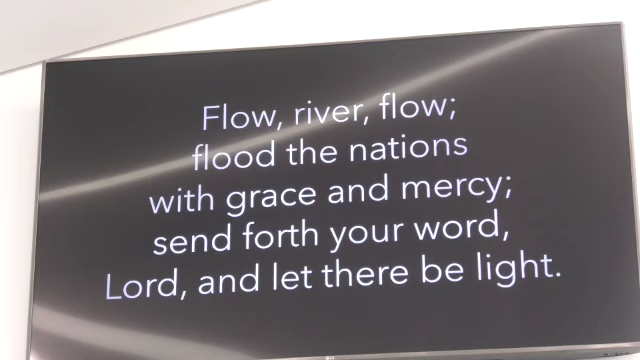 Flow, river, flow;
flood the nations
with grace and mercy;
send forth your word,
Lord, and let there be light.